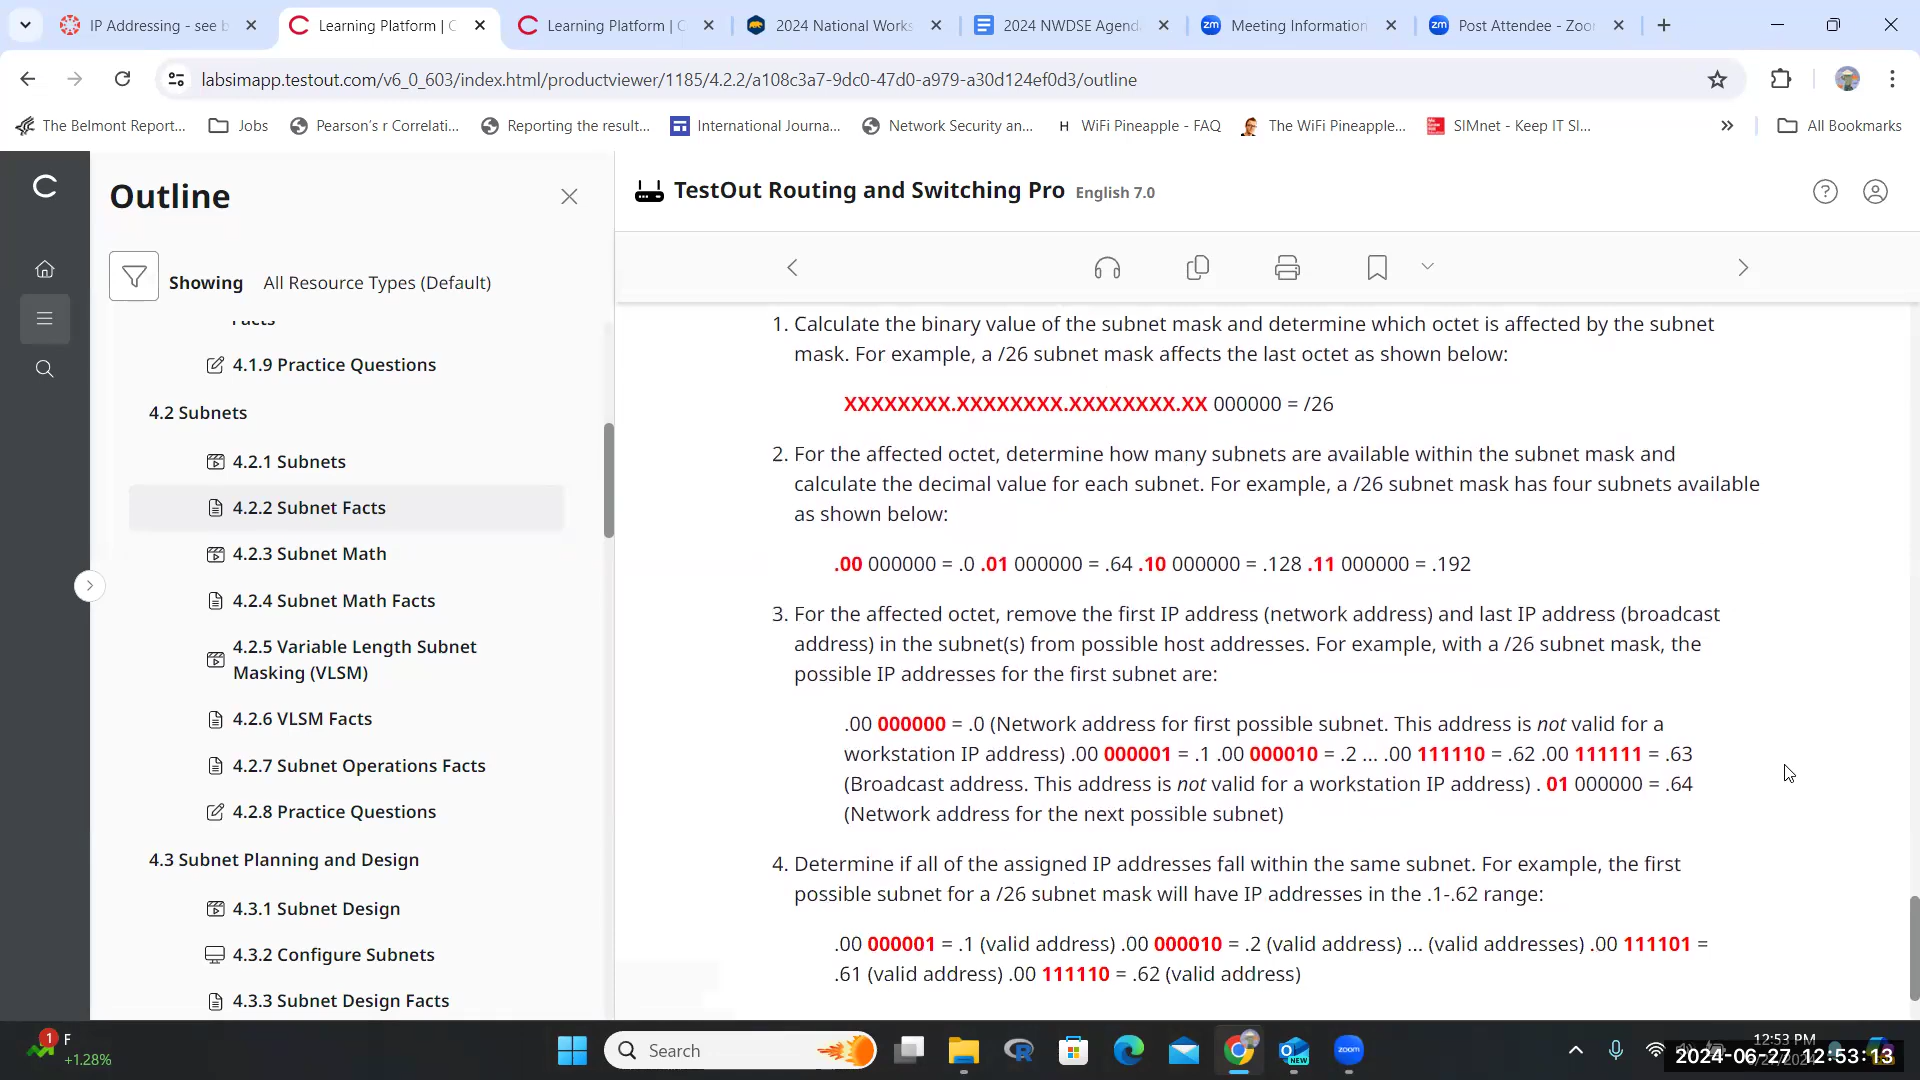 IP Addressing - see b
Learning Platform | C
Learning Platform | C
2024 National Works
2024 NWDSE Agend
Meeting Information
Post Attendee - Zoo
labsimapp.testout.com/v6_0_603/index.html/productviewer/1185/4.2.2/a108c3a7-9dc0-47d0-a979-a30d124ef0d3/outline
The Belmont Report...
Jobs
Pearson's r Correlati...
Reporting the result...
International Journa...
Network Security an...
H WiFi Pineapple - FAQ
The WiFi Pineapple...
SIMnet - Keep IT SI...
All Bookmarks
Outline
Showing All Resource Types (Default)
Facts
4.1.9 Practice Questions
4.2 Subnets
4.2.1 Subnets
4.2.2 Subnet Facts
4.2.3 Subnet Math
4.2.4 Subnet Math Facts
4.2.5 Variable Length Subnet
Masking (VLSM)
4.2.6 VLSM Facts
4.2.7 Subnet Operations Facts
4.2.8 Practice Questions
4.3 Subnet Planning and Design
4.3.1 Subnet Design
4.3.2 Configure Subnets
4.3.3 Subnet Design Facts
TestOut Routing and Switching Pro English 7.0
1. Calculate the binary value of the subnet mask and determine which octet is affected by the subnet
mask. For example, a /26 subnet mask affects the last octet as shown below:
XXXXXXXX.XXXXXXXX.XXXXXXXX.XX 000000 = /26
2. For the affected octet, determine how many subnets are available within the subnet mask and
calculate the decimal value for each subnet. For example, a /26 subnet mask has four subnets available
as shown below:
.00 000000 = .0 .01 000000 = .64 .10 000000 = .128 .11 000000 = .192
3. For the affected octet, remove the first IP address (network address) and last IP address (broadcast
address) in the subnet(s) from possible host addresses. For example, with a /26 subnet mask, the
possible IP addresses for the first subnet are:
.00 000000 = .0 (Network address for first possible subnet. This address is not valid for a
workstation IP address) .00 000001 = .1 .00 000010 = .2 ... .00 111110 = .62 .00 111111 = .63
(Broadcast address. This address is not valid for a workstation IP address) . 01 000000 = .64
(Network address for the next possible subnet)
4. Determine if all of the assigned IP addresses fall within the same subnet. For example, the first
possible subnet for a /26 subnet mask will have IP addresses in the .1-.62 range:
.00 000001 = .1 (valid address) .00 000010 = .2 (valid address) ... (valid addresses) .00 111101 =
.61 (valid address) .00 111110 = .62 (valid address)
1
F
+1.28%
Search
NEW
zoom
12:53 PM
2024-06-27 12:53:13